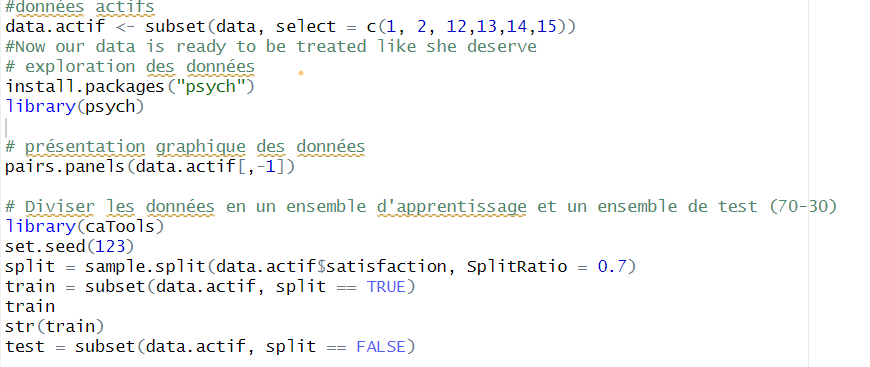 #données actifs
data.actif <- subset(data, select = c(1, 2, 12,13,14,15))
#Now our data is ready to be treated like she deserve
# exploration des données
install.packages("psych")
library(psych)
# présentation graphique des données
pairs.panels(data.actif[,-1])
# Diviser les données en un ensemble d'apprentissage et un ensemble de test (70-30)
library(caTools)
set.seed(123)
split = sample.split(data.actif$satisfaction, SplitRatio = 0.7)
train = subset(data.actif, split == TRUE)
train
str(train)
test = subset(data.actif, split == FALSE)